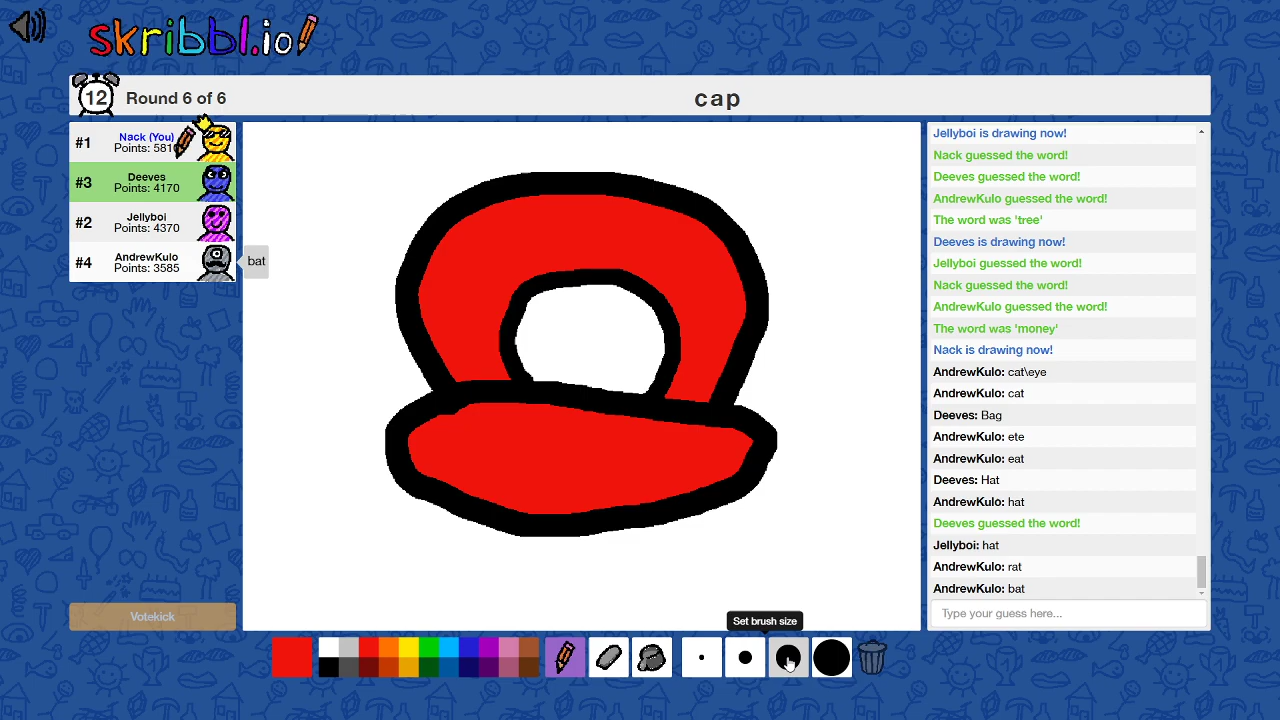 skribbl.io
12
Round 6 of 6
cap
#1
Nack (You)
Points: 5810
#3
Deeves
Points: 4170
#2
Jellyboi
Points: 4370
#4
AndrewKulo
Points: 3585
bat
Votekick
Jellyboi is drawing now!
Nack guessed the word!
Deeves guessed the word!
AndrewKulo guessed the word!
The word was 'tree'
Deeves is drawing now!
Jellyboi guessed the word!
Nack guessed the word!
AndrewKulo guessed the word!
The word was 'money'
Nack is drawing now!
AndrewKulo: cat\eye
AndrewKulo: cat
Deeves: Bag
AndrewKulo: ete
AndrewKulo: eat
Deeves: Hat
AndrewKulo: hat
Deeves guessed the word!
Jellyboi: hat
AndrewKulo: rat
AndrewKulo: bat
Type your guess here...
Set brush size